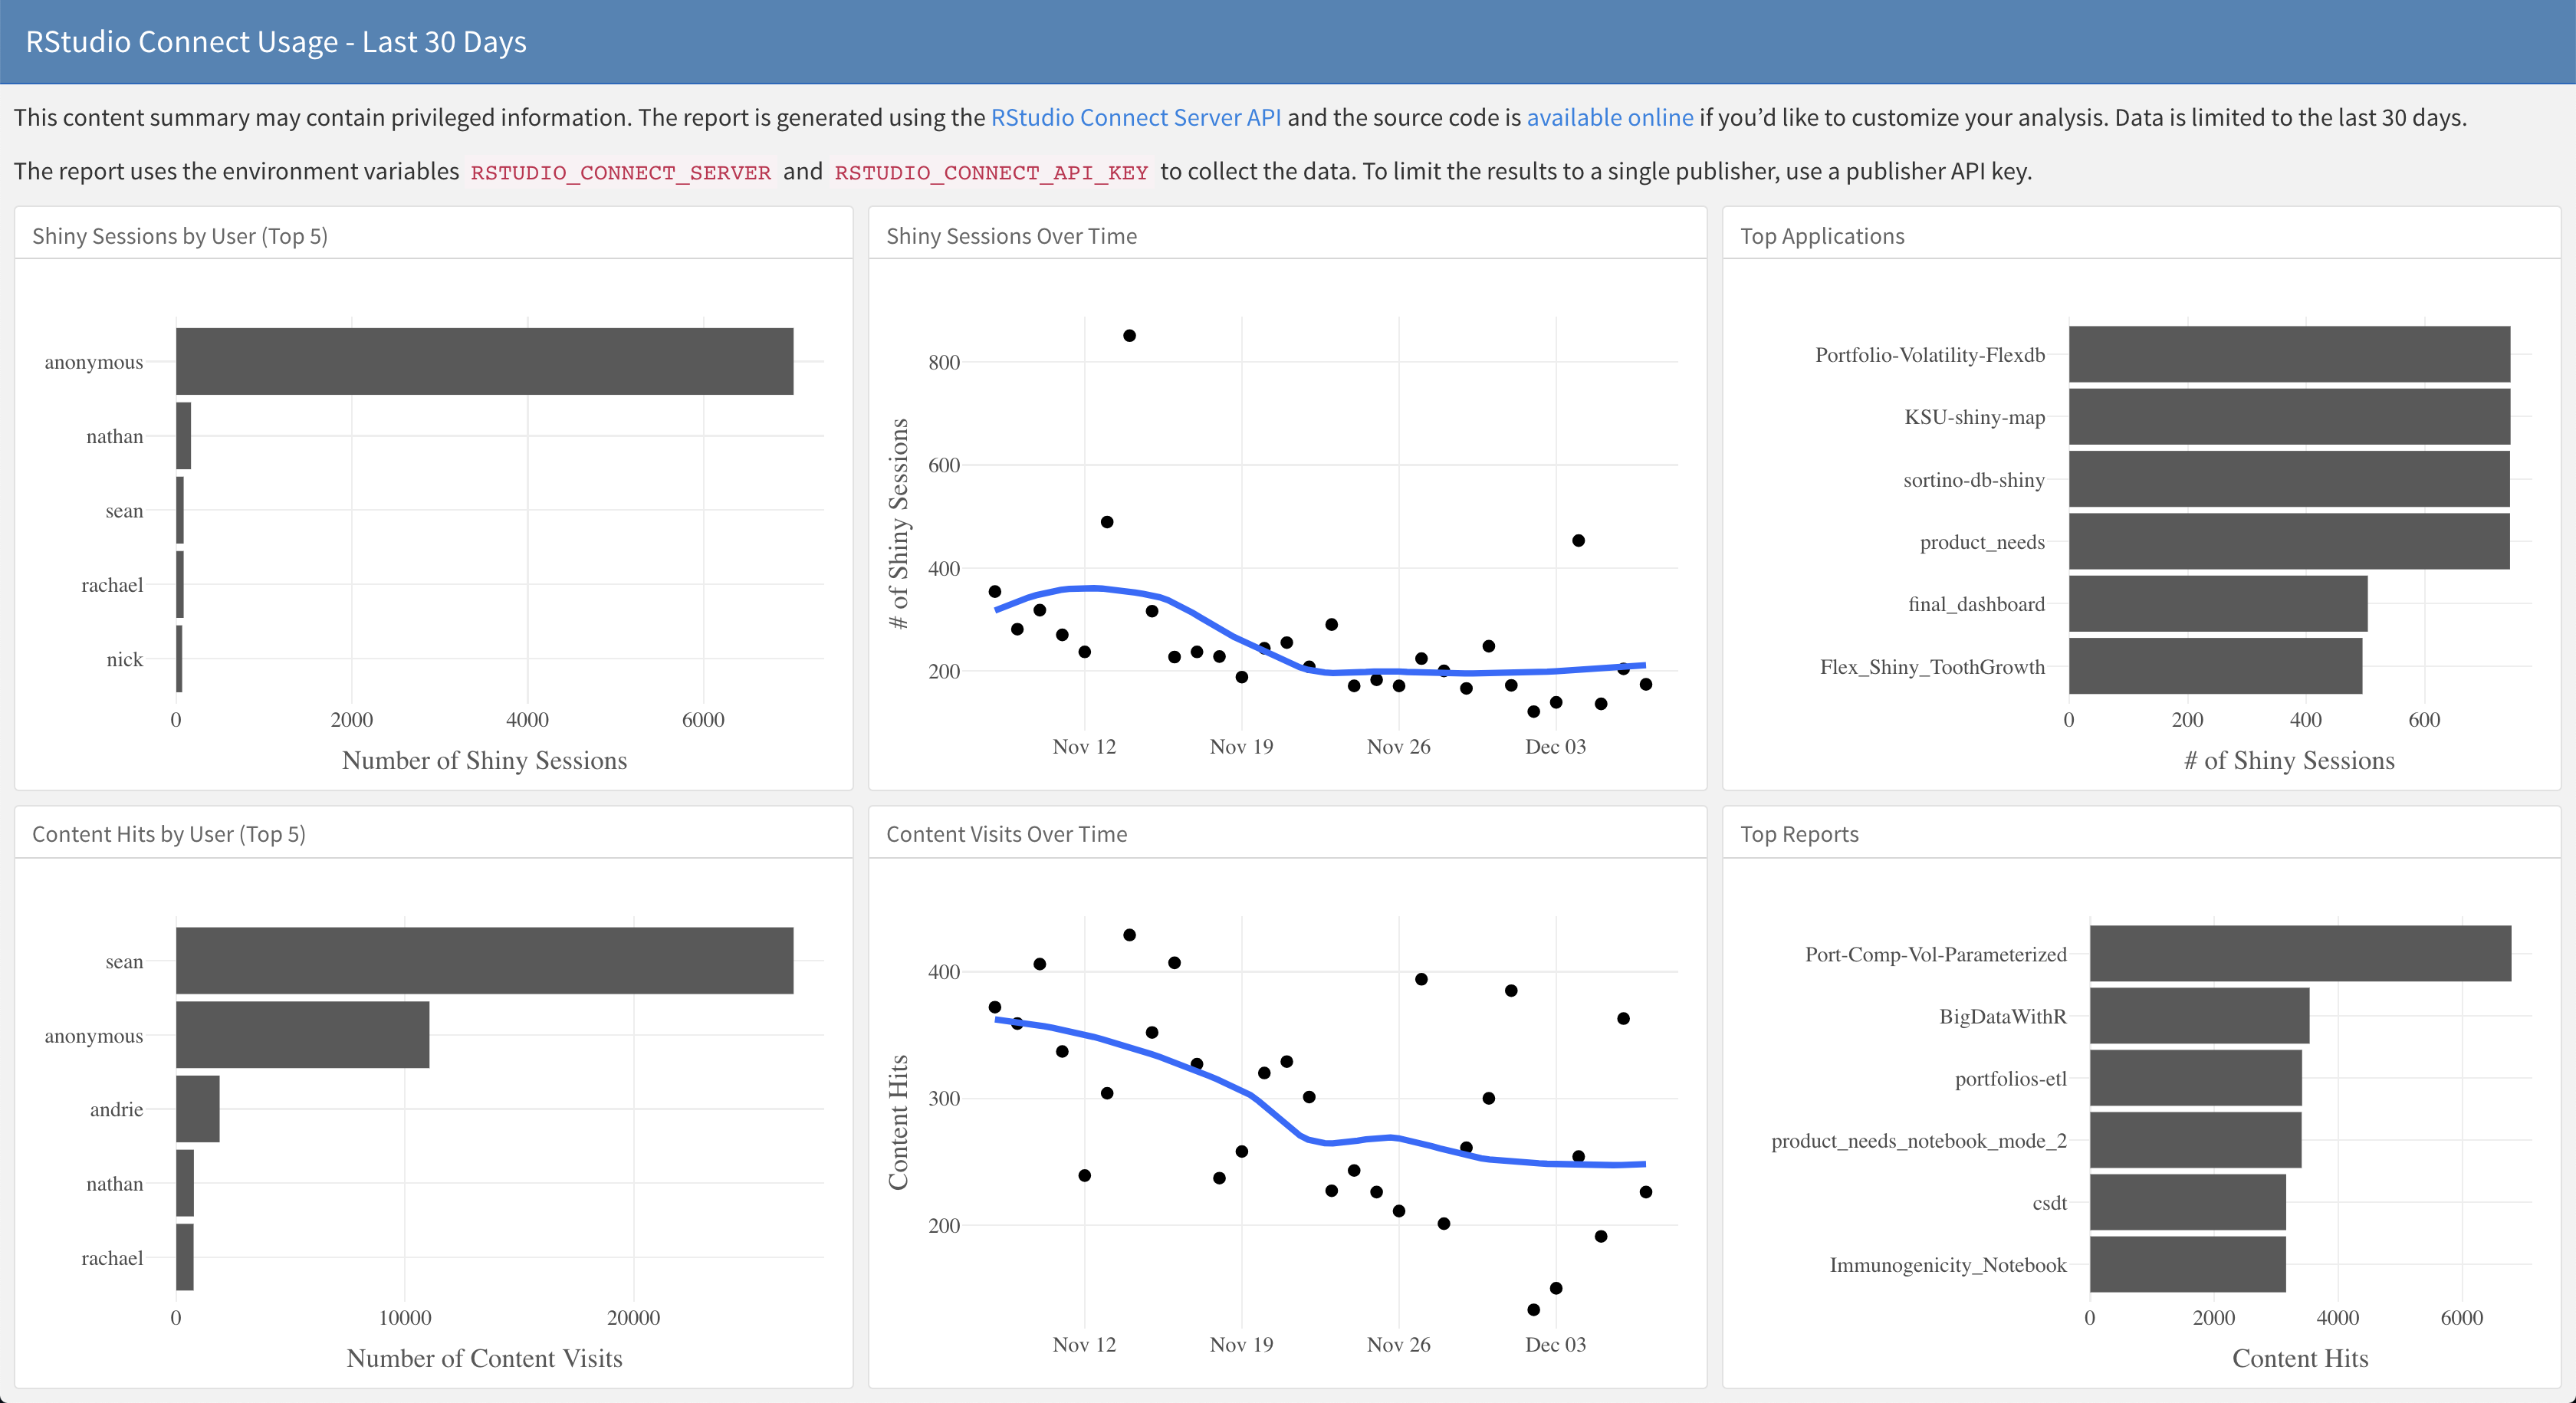 RStudio Connect Usage - Last 30 Days
This content summary may contain privileged information. The report is generated using the RStudio Connect Server API and the source code is available online if you’d like to customize your analysis. Data is limited to the last 30 days.
The report uses the environment variables RSTUDIO_CONNECT_SERVER and RSTUDIO_CONNECT_API_KEY to collect the data. To limit the results to a single publisher, use a publisher API key.
Shiny Sessions by User (Top 5)
anonymous
nathan
sean
rachael
nick
0 2000 4000 6000
Number of Shiny Sessions
Shiny Sessions Over Time
# of Shiny Sessions
800
600
400
200
Nov 12 Nov 19 Nov 26 Dec 03
Top Applications
Portfolio-Volatility-Flexdb
KSU-shiny-map
sortino-db-shiny
product_needs
final_dashboard
Flex_Shiny_ToothGrowth
0 200 400 600
# of Shiny Sessions
Content Hits by User (Top 5)
sean
anonymous
andrie
nathan
rachael
0 10000 20000
Number of Content Visits
Content Visits Over Time
Content Hits
400
300
200
Nov 12 Nov 19 Nov 26 Dec 03
Top Reports
Port-Comp-Vol-Parameterized
BigDataWithR
portfolios-etl
product_needs_notebook_mode_2
csdt
Immunogenicity_Notebook
0 2000 4000 6000
Content Hits